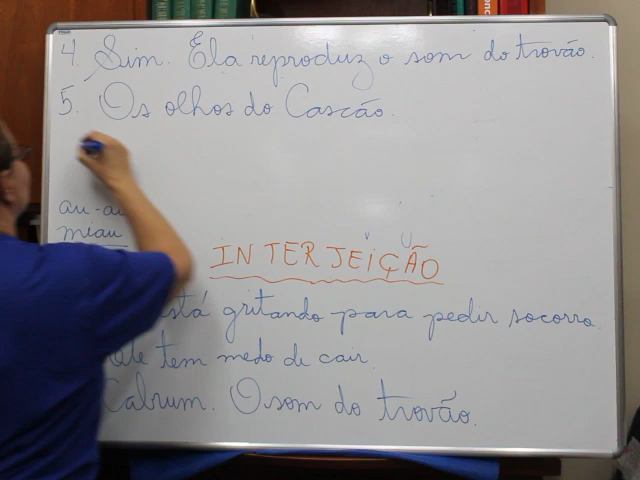 4. Sim. Ela reproduz o som do trovão.
5. Os olhos do Cascão.
au-au
miau
INTERJEIÇÃO
está gritando para pedir socorro.
Ele tem medo de cair.
Cabrum. O som do trovão.